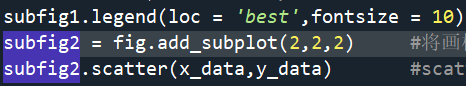 subfig1.legend(loc = 'best',fontsize = 10)
subfig2 = fig.add_subplot(2,2,2) #将画
subfig2.scatter(x_data,y_data) #scat